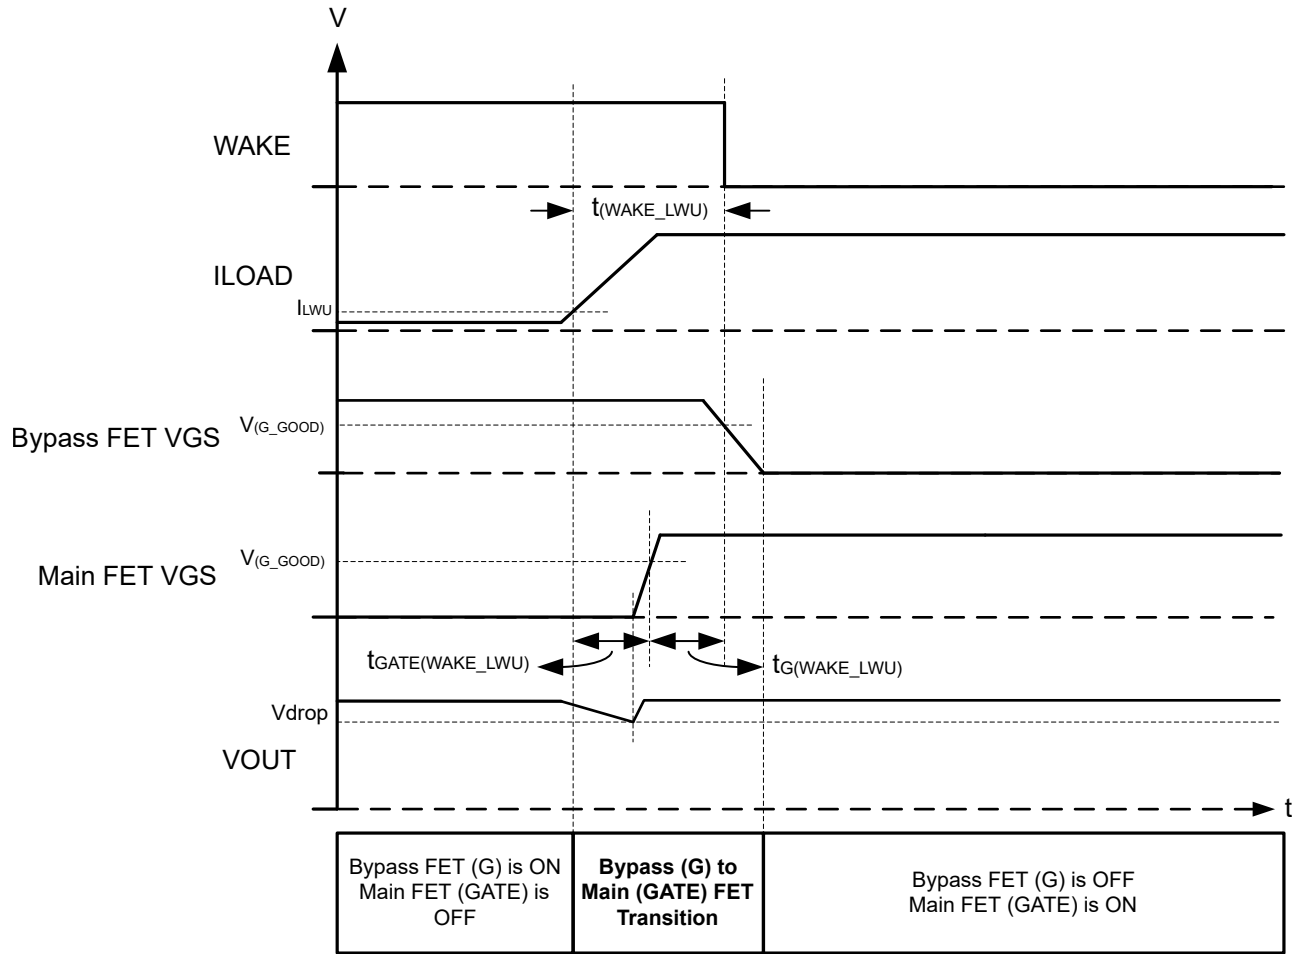 V
WAKE
t(WAKE_LWU)
ILOAD
ILWU
Bypass FET VGS
V(G_GOOD)
Main FET VGS
V(G_GOOD)
tGATE(WAKE_LWU)
tG(WAKE_LWU)
Vdrop
VOUT
t
Bypass FET (G) is ON
Main FET (GATE) is
OFF
Bypass (G) to
Main (GATE) FET
Transition
Bypass FET (G) is OFF
Main FET (GATE) is ON